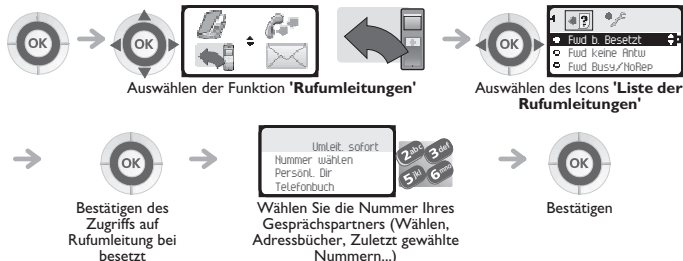 OK
OK
Auswählen der Funktion 'Rufumleitungen'
OK
Fwd b. Besetzt
Fwd keine Antw
Fwd Busy/NoRep
Auswählen des Icons 'Liste der
Rufumleitungen'
OK
Bestätigen des
Zugriffs auf
Rufumleitung bei
besetzt
Umleit. sofort
Nummer wählen
Persönl. Dir
Telefonbuch
2abc
3def
5jkl
6mno
Wählen Sie die Nummer Ihres
Gesprächspartners (Wählen,
Adressbücher, Zuletzt gewählte
Nummern...)
OK
Bestätigen